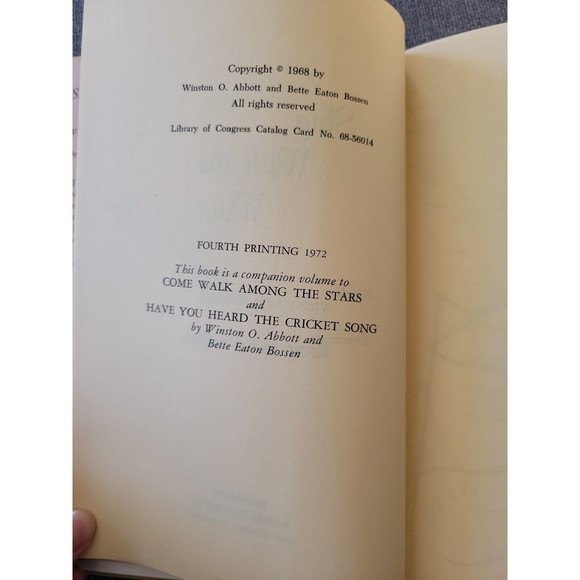 Copyright © 1968 by
Winston O. Abbott and Bette Eaton Bossen
All rights reserved
Library of Congress Catalog Card No. 68-56014
FOURTH PRINTING 1972
This book is a companion volume to
COME WALK AMONG THE STARS
and
HAVE YOU HEARD THE CRICKET SONG
by Winston O. Abbott and
Bette Eaton Bossen